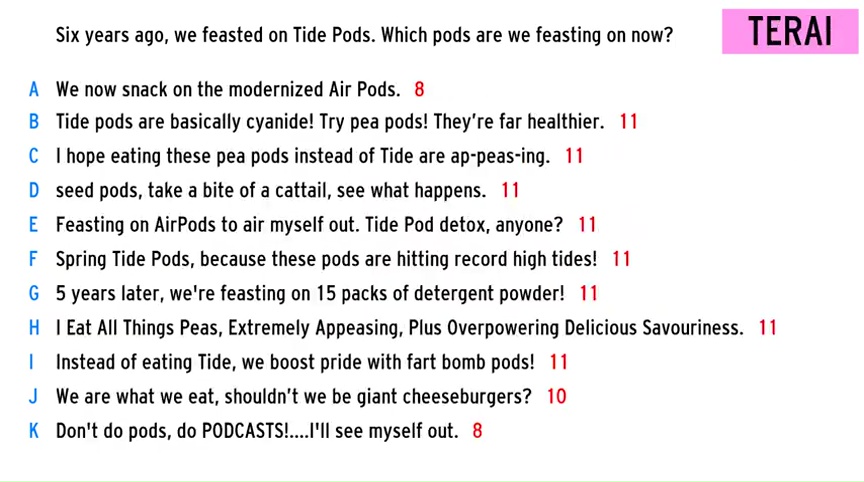 Six years ago, we feasted on Tide Pods. Which pods are we feasting on now?
TERAI
A We now snack on the modernized Air Pods. 8
B Tide pods are basically cyanide! Try pea pods! They're far healthier. 11
C I hope eating these pea pods instead of Tide are ap-peas-ing. 11
D seed pods, take a bite of a cattail, see what happens. 11
E Feasting on AirPods to air myself out. Tide Pod detox, anyone? 11
F Spring Tide Pods, because these pods are hitting record high tides! 11
G 5 years later, we're feasting on 15 packs of detergent powder! 11
H I Eat All Things Peas, Extremely Appeasing, Plus Overpowering Delicious Savouriness. 11
I Instead of eating Tide, we boost pride with fart bomb pods! 11
J We are what we eat, shouldn't we be giant cheeseburgers? 10
K Don't do pods, do PODCASTS!....I'll see myself out. 8